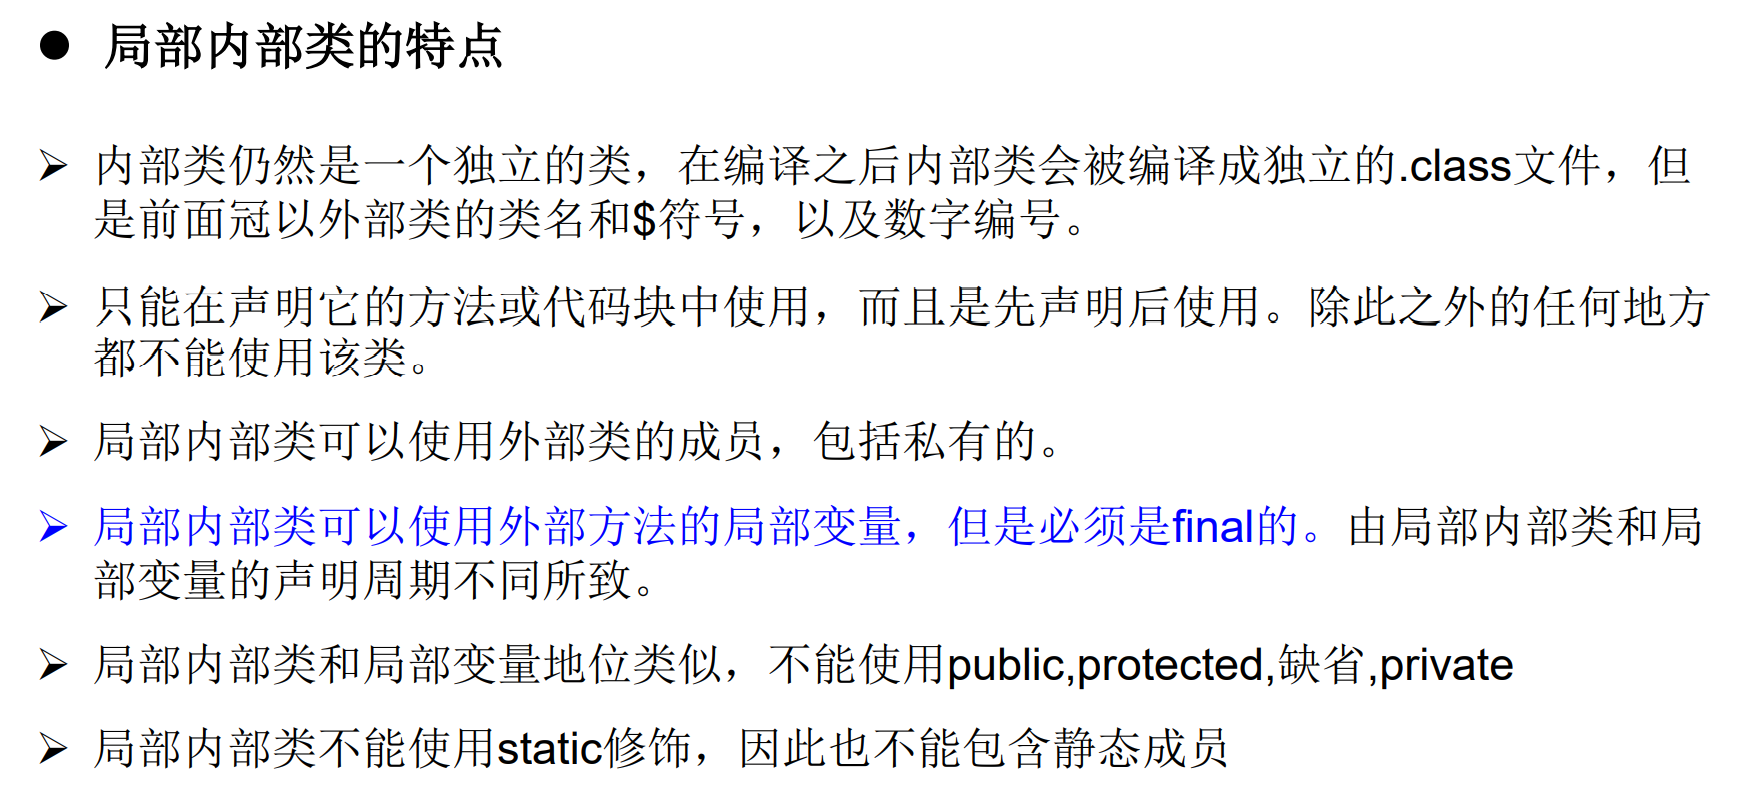 ● 局部内部类的特点
➢ 内部类仍然是一个独立的类，在编译之后内部类会被编译成独立的.class文件，但
是前面冠以外部类的类名和$符号，以及数字编号。
➢ 只能在声明它的方法或代码块中使用，而且是先声明后使用。除此之外的任何地方
都不能使用该类。
➢ 局部内部类可以使用外部类的成员，包括私有的。
➢ 局部内部类可以使用外部方法的局部变量，但是必须是final的。由局部内部类和局
部变量的声明周期不同所致。
➢ 局部内部类和局部变量地位类似，不能使用public,protected,缺省,private
➢ 局部内部类不能使用static修饰，因此也不能包含静态成员